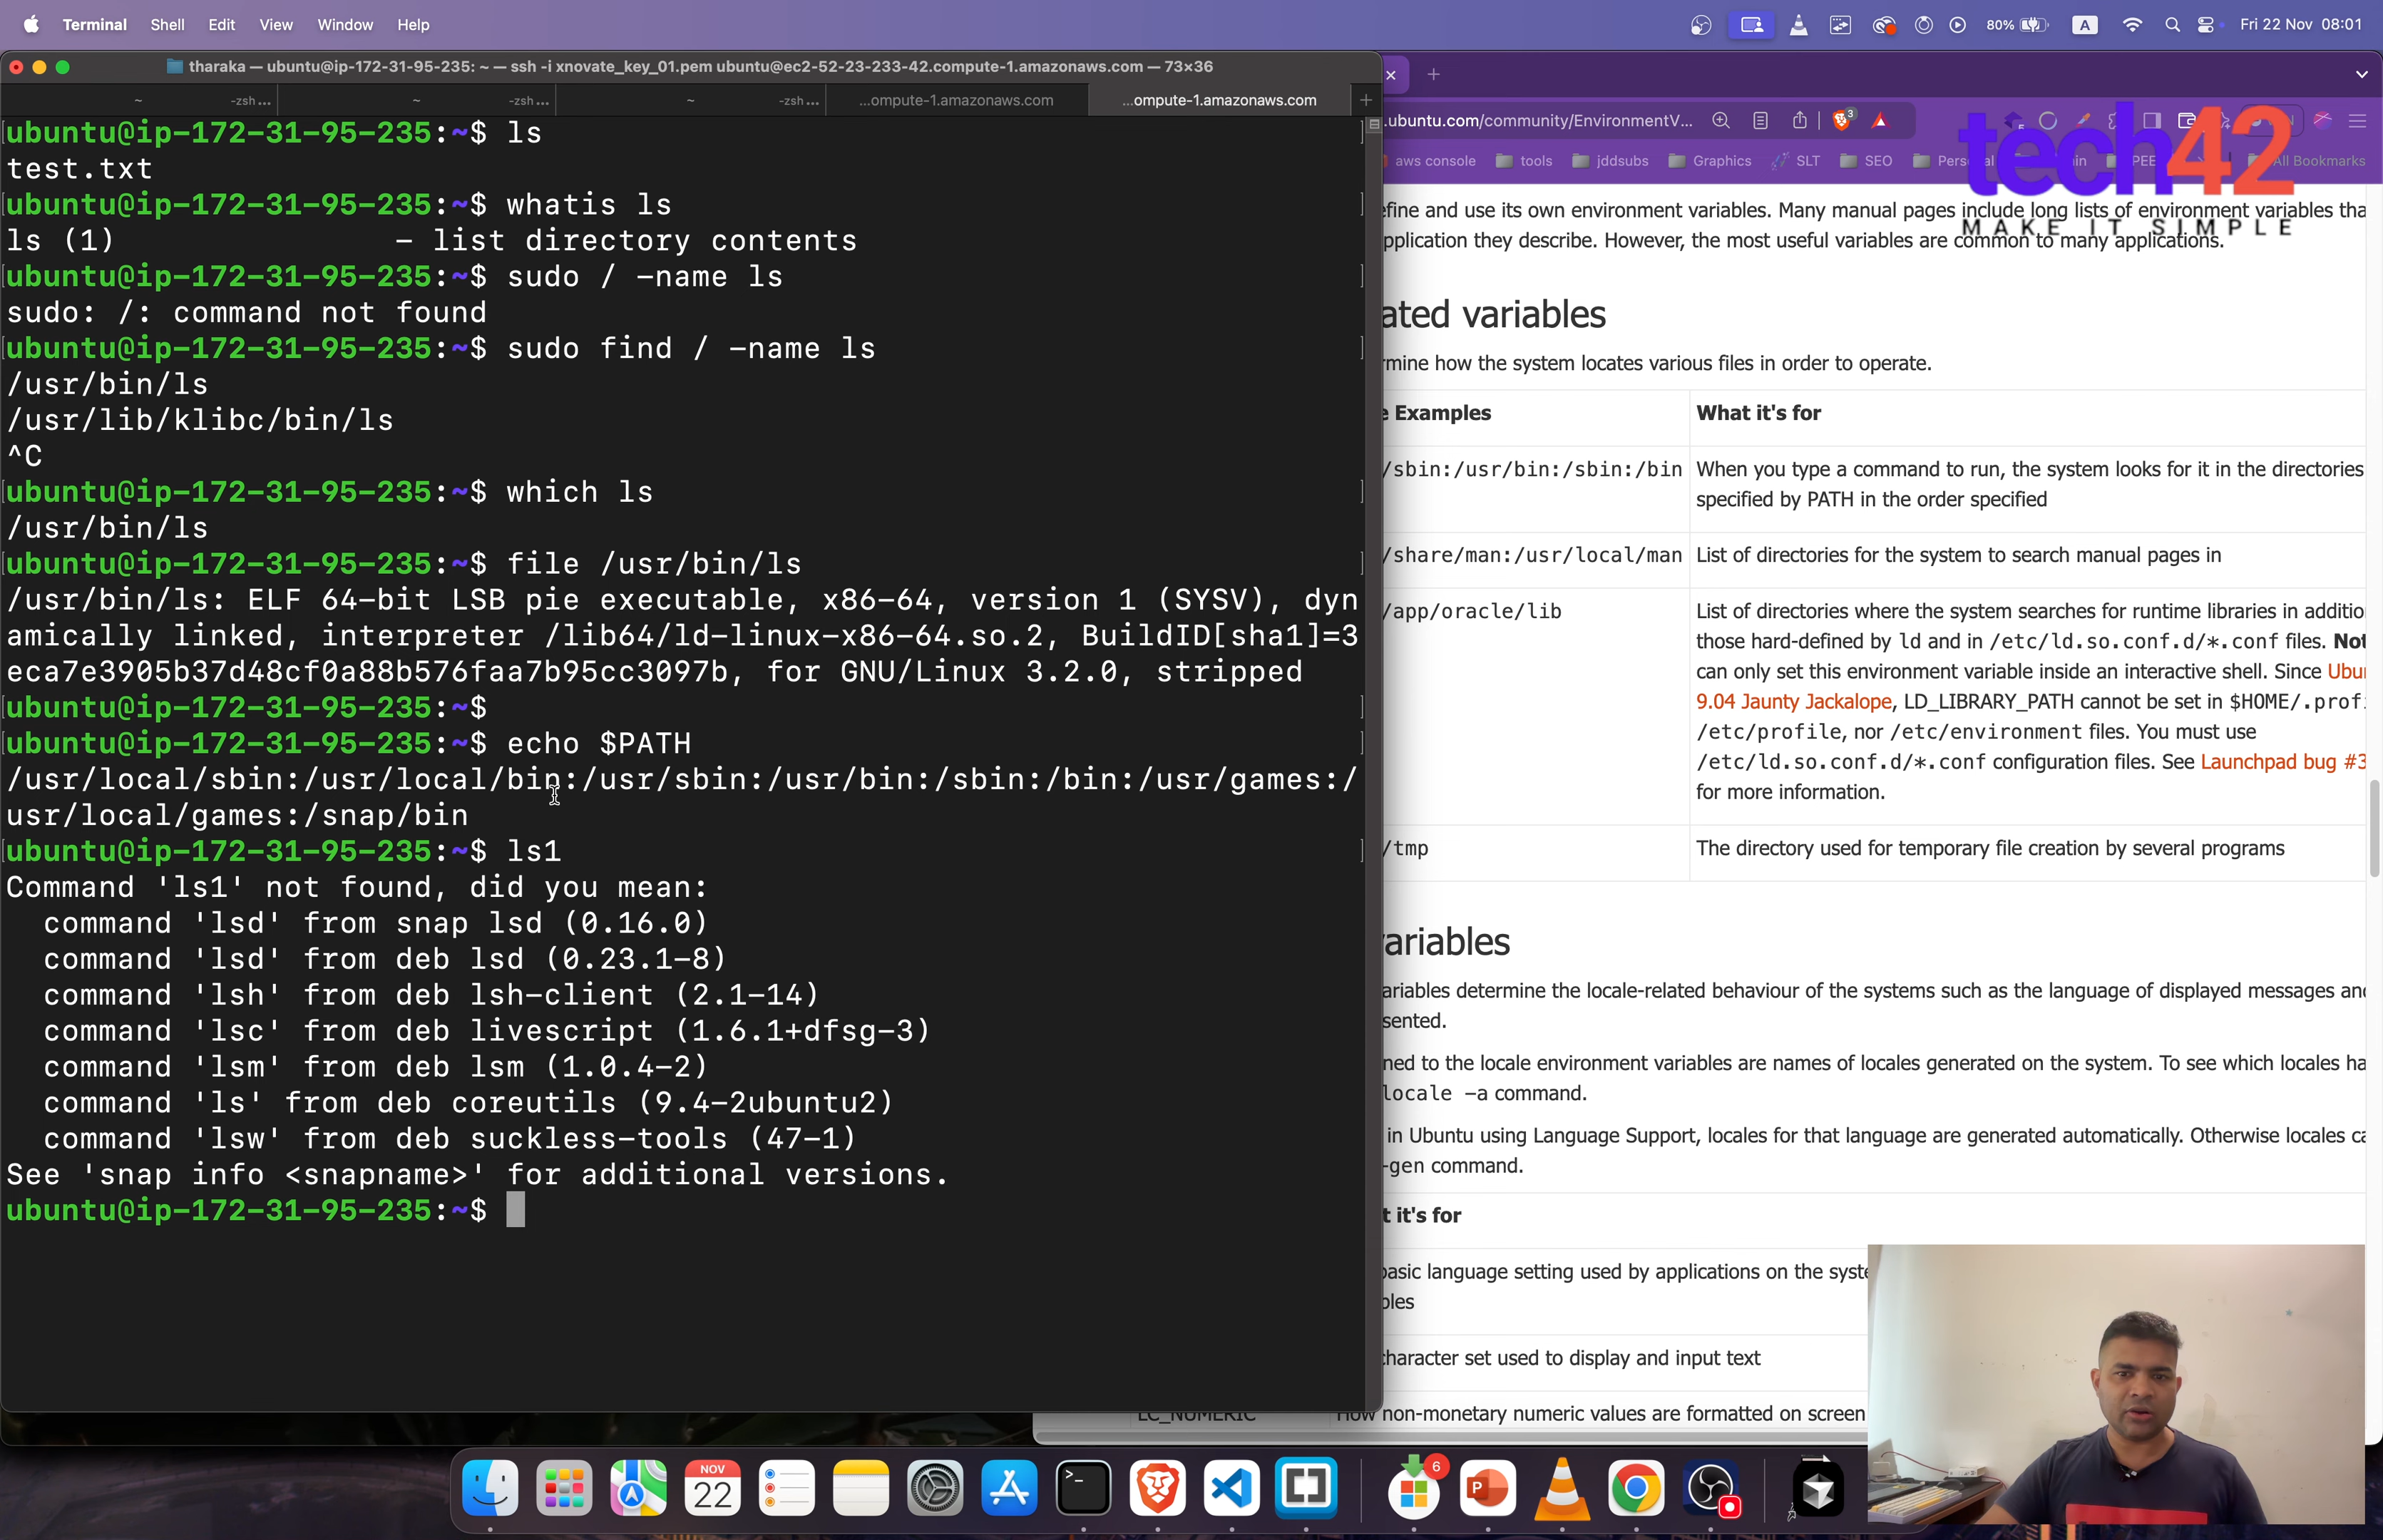 Terminal Shell Edit View Window Help
80% A Fri 22 Nov 08:01
tharaka — ubuntu@ip-172-31-95-235: ~ — ssh -i xnovate_key_01.pem ubuntu@ec2-52-23-233-42.compute-1.amazonaws.com — 73×36
~ -zsh... ~ -zsh... ~ -zsh... ...ompute-1.amazonaws.com ...ompute-1.amazonaws.com
ubuntu@ip-172-31-95-235:~$ ls
test.txt
ubuntu@ip-172-31-95-235:~$ whatis ls
ls (1)               - list directory contents
ubuntu@ip-172-31-95-235:~$ sudo / -name ls
sudo: /: command not found
ubuntu@ip-172-31-95-235:~$ sudo find / -name ls
/usr/bin/ls
/usr/lib/klibc/bin/ls
^C
ubuntu@ip-172-31-95-235:~$ which ls
/usr/bin/ls
ubuntu@ip-172-31-95-235:~$ file /usr/bin/ls
/usr/bin/ls: ELF 64-bit LSB pie executable, x86-64, version 1 (SYSV), dyn
amically linked, interpreter /lib64/ld-linux-x86-64.so.2, BuildID[sha1]=3
eca7e3905b37d48cf0a88b576faa7b95cc3097b, for GNU/Linux 3.2.0, stripped
ubuntu@ip-172-31-95-235:~$
ubuntu@ip-172-31-95-235:~$ echo $PATH
/usr/local/sbin:/usr/local/bin:/usr/sbin:/usr/bin:/sbin:/bin:/usr/games:/
usr/local/games:/snap/bin
ubuntu@ip-172-31-95-235:~$ ls1
Command 'ls1' not found, did you mean:
  command 'lsd' from snap lsd (0.16.0)
  command 'lsd' from deb lsd (0.23.1-8)
  command 'lsh' from deb lsh-client (2.1-14)
  command 'lsc' from deb livescript (1.6.1+dfsg-3)
  command 'lsm' from deb lsm (1.0.4-2)
  command 'ls' from deb coreutils (9.4-2ubuntu2)
  command 'lsw' from deb suckless-tools (47-1)
See 'snap info <snapname>' for additional versions.
ubuntu@ip-172-31-95-235:~$
.ubuntu.com/community/EnvironmentV... 3
aws console tools jddsubs Graphics SLT SEO All Bookmarks
tech42
MAKE IT SIMPLE
efine and use its own environment variables. Many manual pages include long lists of environment variables tha
pplication they describe. However, the most useful variables are common to many applications.
ated variables
mine how the system locates various files in order to operate.
e Examples What it's for
/sbin:/usr/bin:/sbin:/bin When you type a command to run, the system looks for it in the directories
specified by PATH in the order specified
/share/man:/usr/local/man List of directories for the system to search manual pages in
/app/oracle/lib List of directories where the system searches for runtime libraries in additio
those hard-defined by ld and in /etc/ld.so.conf.d/*.conf files. Not
can only set this environment variable inside an interactive shell. Since Ubu
9.04 Jaunty Jackalope, LD_LIBRARY_PATH cannot be set in $HOME/.prof
/etc/profile, nor /etc/environment files. You must use
/etc/ld.so.conf.d/*.conf configuration files. See Launchpad bug #3
for more information.
/tmp The directory used for temporary file creation by several programs
variables
ariables determine the locale-related behaviour of the systems such as the language of displayed messages an
sented.
ned to the locale environment variables are names of locales generated on the system. To see which locales ha
locale -a command.
in Ubuntu using Language Support, locales for that language are generated automatically. Otherwise locales ca
-gen command.
t it's for
basic language setting used by applications on the syste
bles
character set used to display and input text
LC_NUMERIC How non-monetary numeric values are formatted on screen
NOV
22
6
P